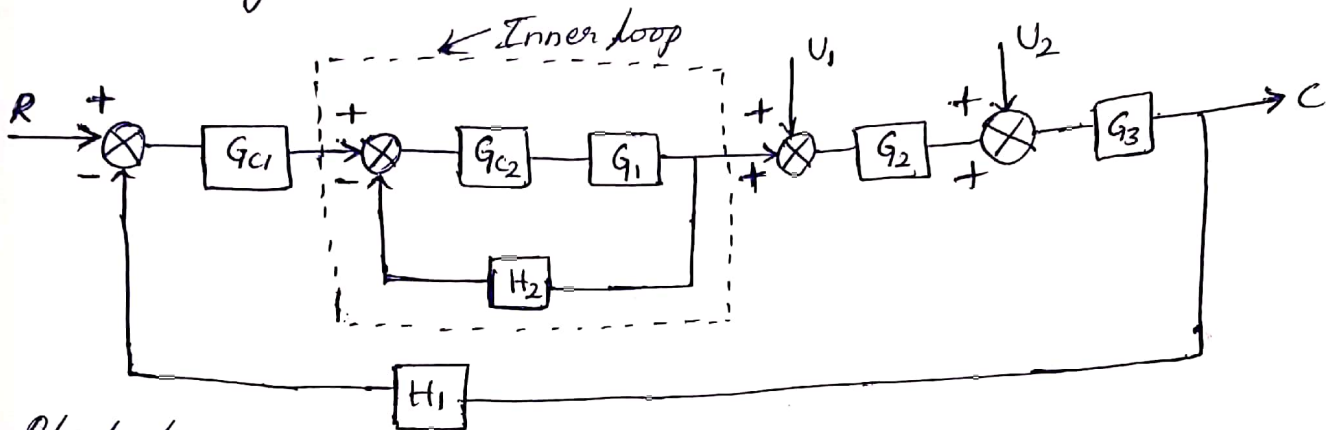 Inner loop
U1
U2
R + - GC1 + - GC2 G1 + + G2 + + G3 C
H2
H1